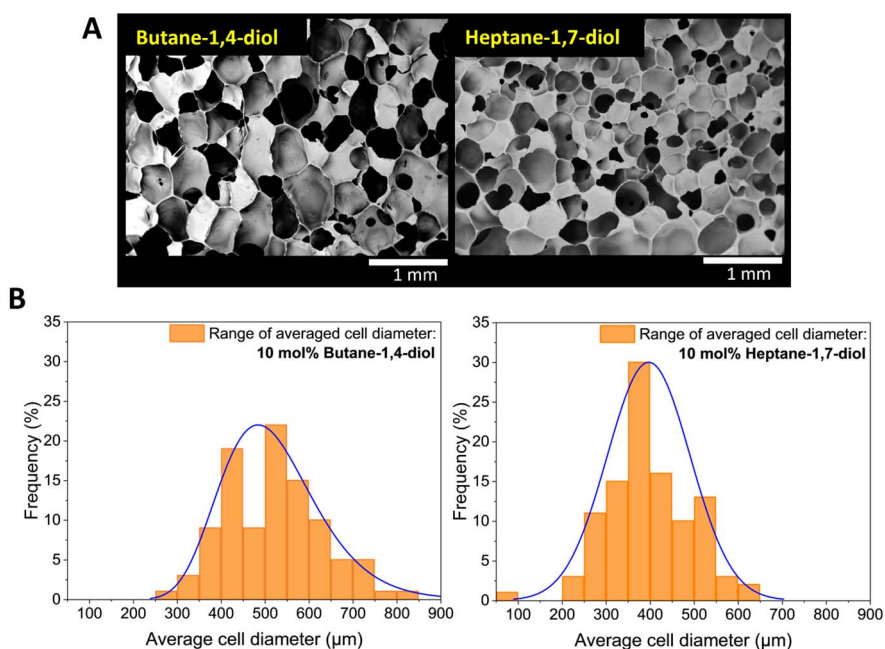 A
Butane-1,4-diol
Heptane-1,7-diol
1 mm
1 mm
B
Range of averaged cell diameter:
10 mol% Butane-1,4-diol
Frequency (%)
0
5
10
15
20
25
30
35
100 200 300 400 500 600 700 800 900
Average cell diameter (µm)
Range of averaged cell diameter:
10 mol% Heptane-1,7-diol
Frequency (%)
0
5
10
15
20
25
30
35
100 200 300 400 500 600 700 800 900
Average cell diameter (µm)